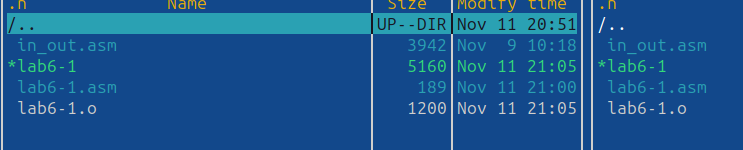 .n Name Size Modify time .n
/.. UP--DIR Nov 11 20:51 /..
in_out.asm 3942 Nov 9 10:18 in_out.asm
*lab6-1 5160 Nov 11 21:05 *lab6-1
lab6-1.asm 189 Nov 11 21:00 lab6-1.asm
lab6-1.o 1200 Nov 11 21:05 lab6-1.o